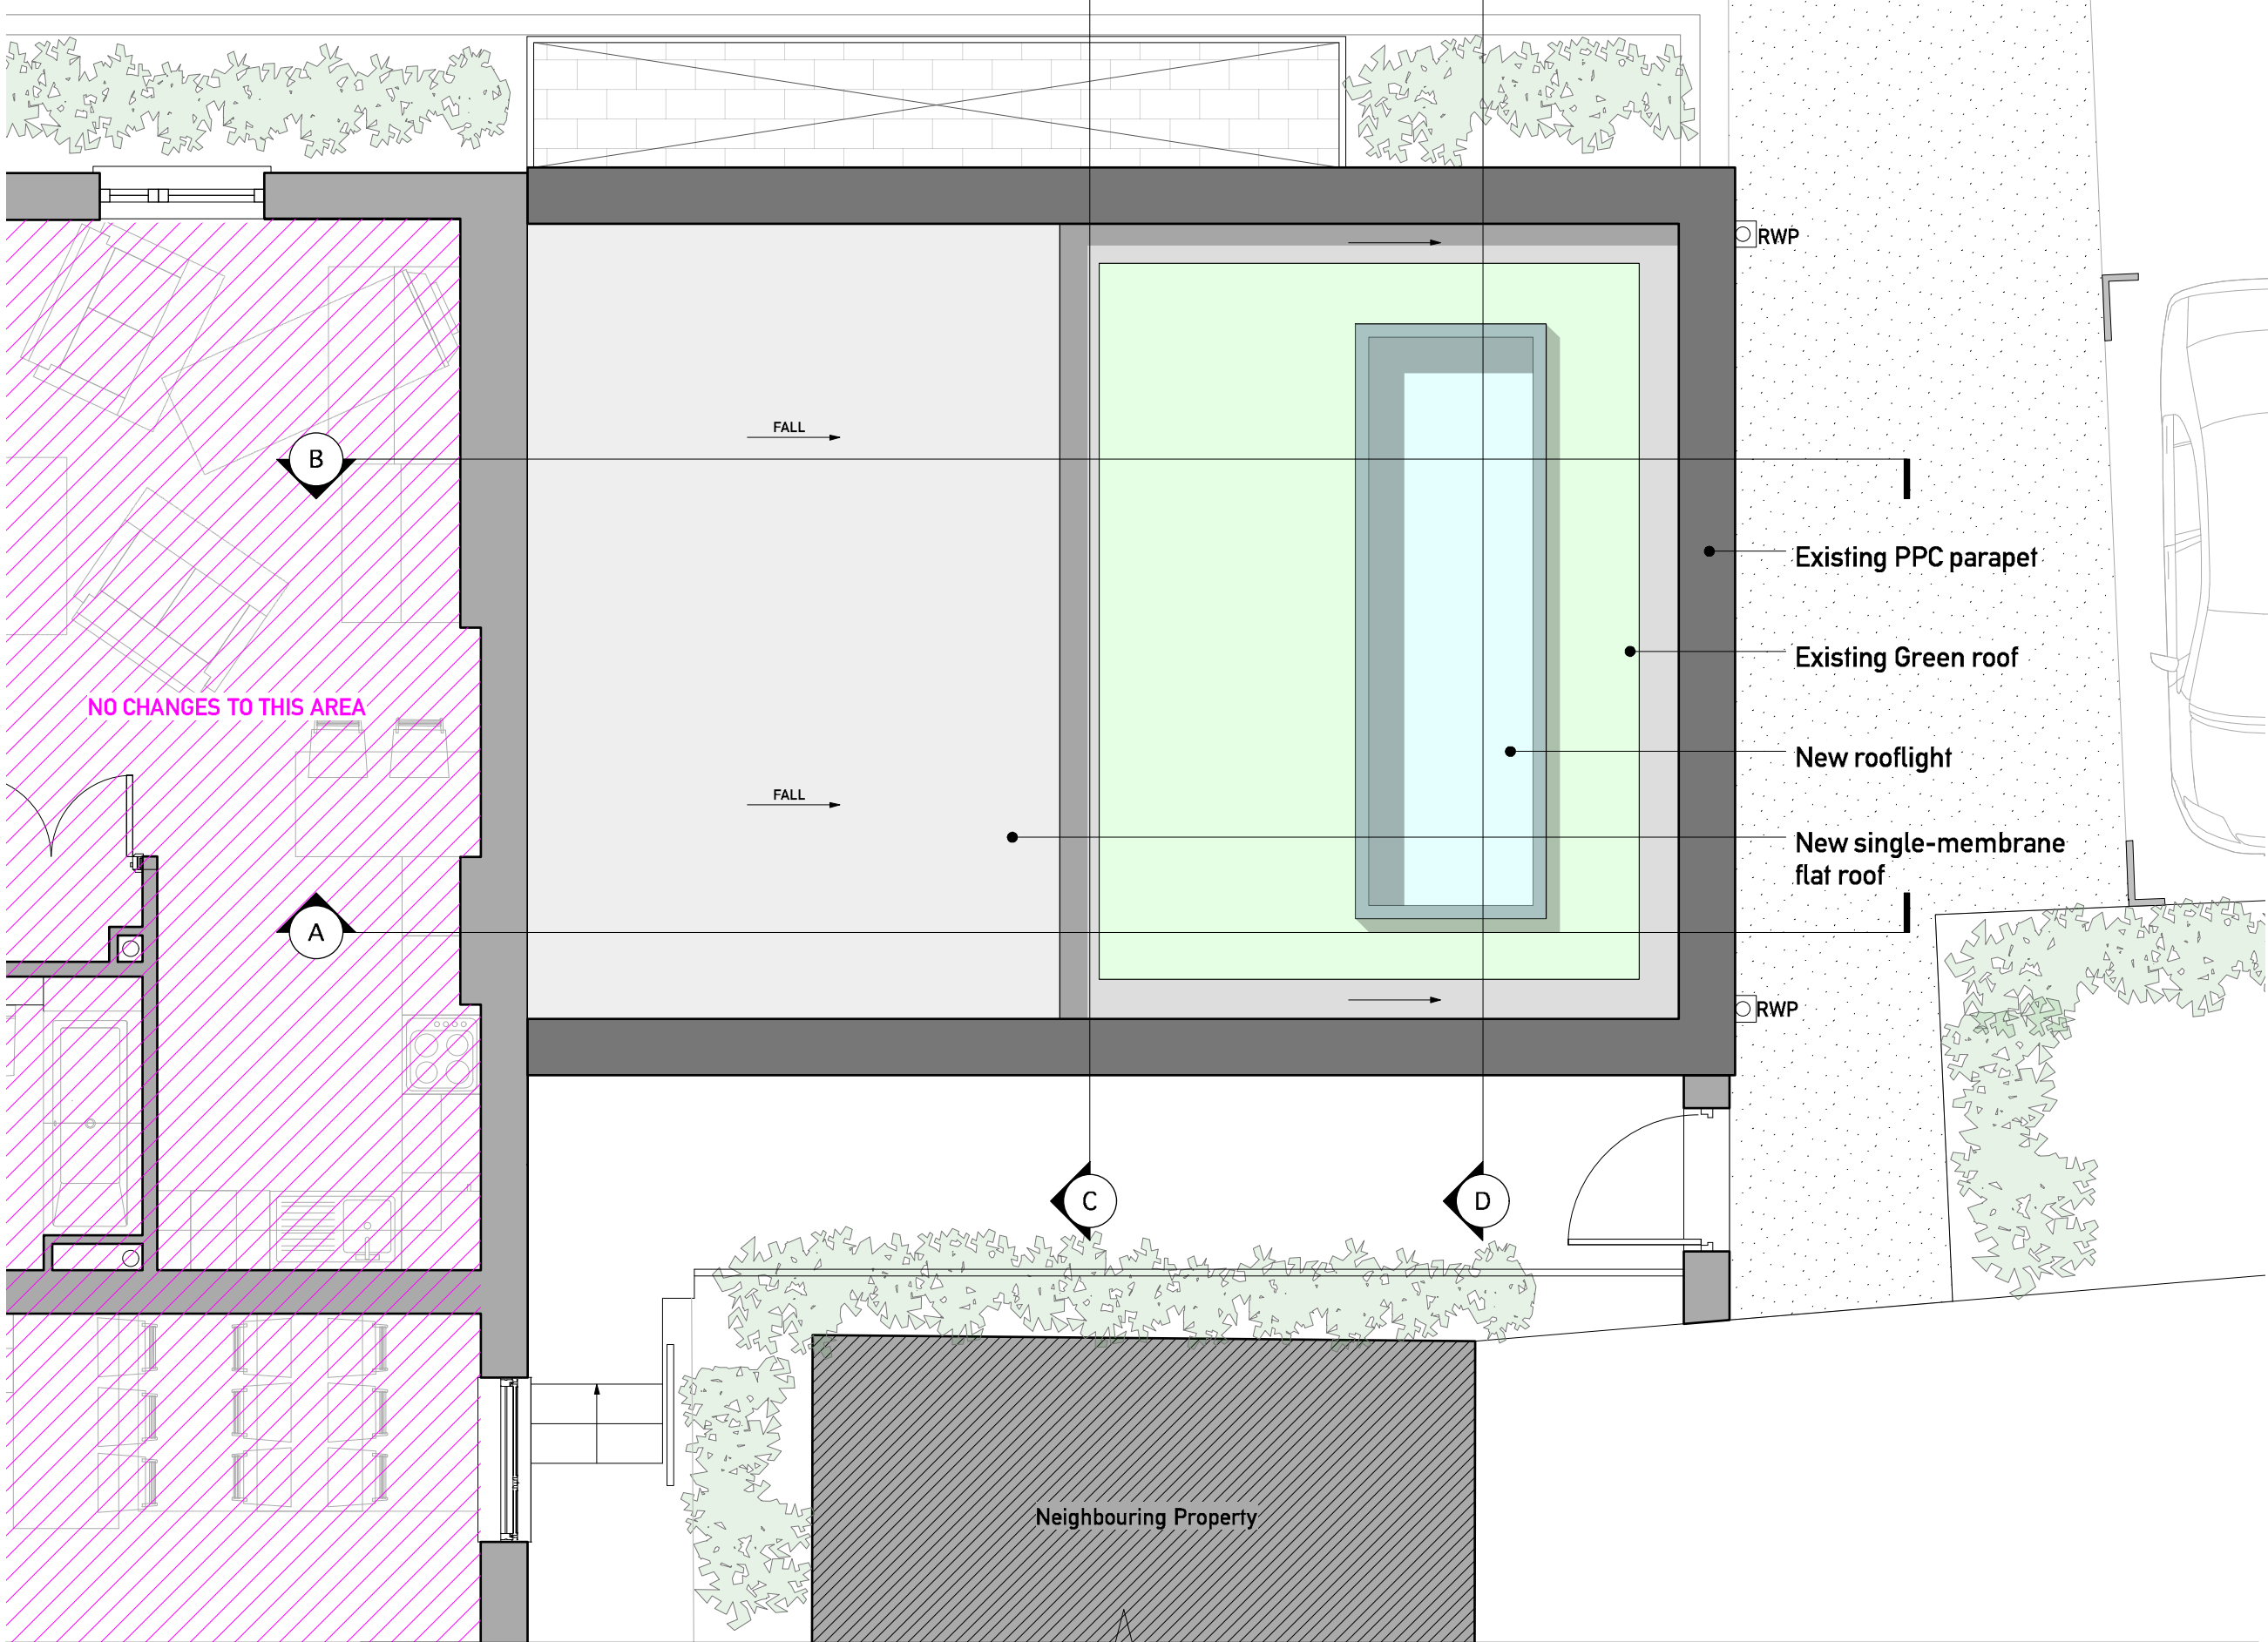 RWP
FALL
B
Existing PPC parapet
Existing Green roof
NO CHANGES TO THIS AREA
New rooflight
FALL
New single-membrane
flat roof
A
RWP
C
D
Neighbouring Property